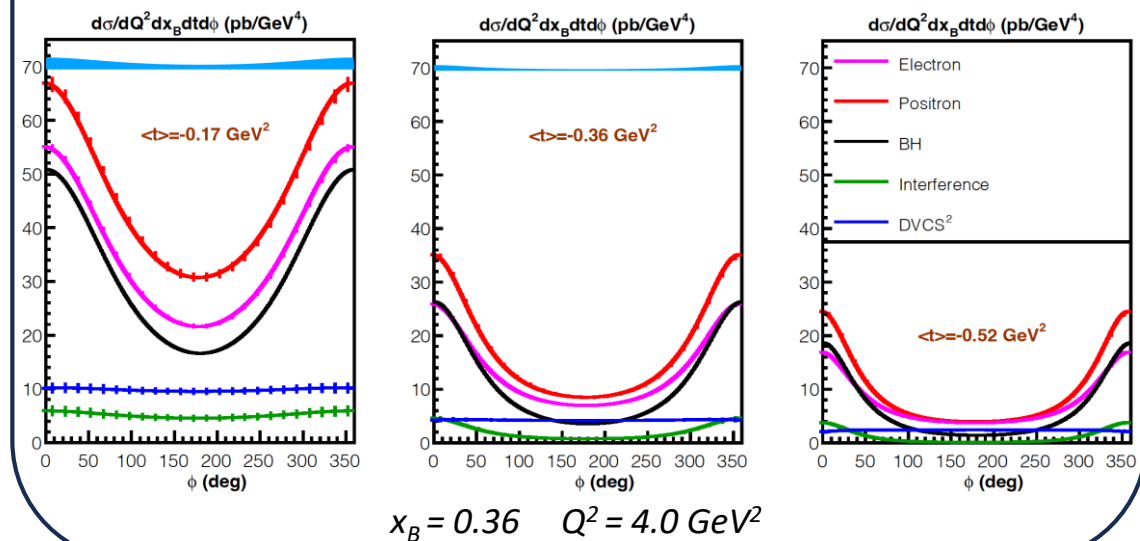 dσ/dQ²dx_Bdtdϕ (pb/GeV⁴)
70
60
50
40
30
20
10
0
<t>=-0.17 GeV²
0 50 100 150 200 250 300 350
ϕ (deg)
dσ/dQ²dx_Bdtdϕ (pb/GeV⁴)
70
60
50
40
30
20
10
0
<t>=-0.36 GeV²
0 50 100 150 200 250 300 350
ϕ (deg)
dσ/dQ²dx_Bdtdϕ (pb/GeV⁴)
70
60
50
40
30
20
10
0
Electron
Positron
BH
Interference
DVCS²
<t>=-0.52 GeV²
0 50 100 150 200 250 300 350
ϕ (deg)
x_B = 0.36 Q² = 4.0 GeV²